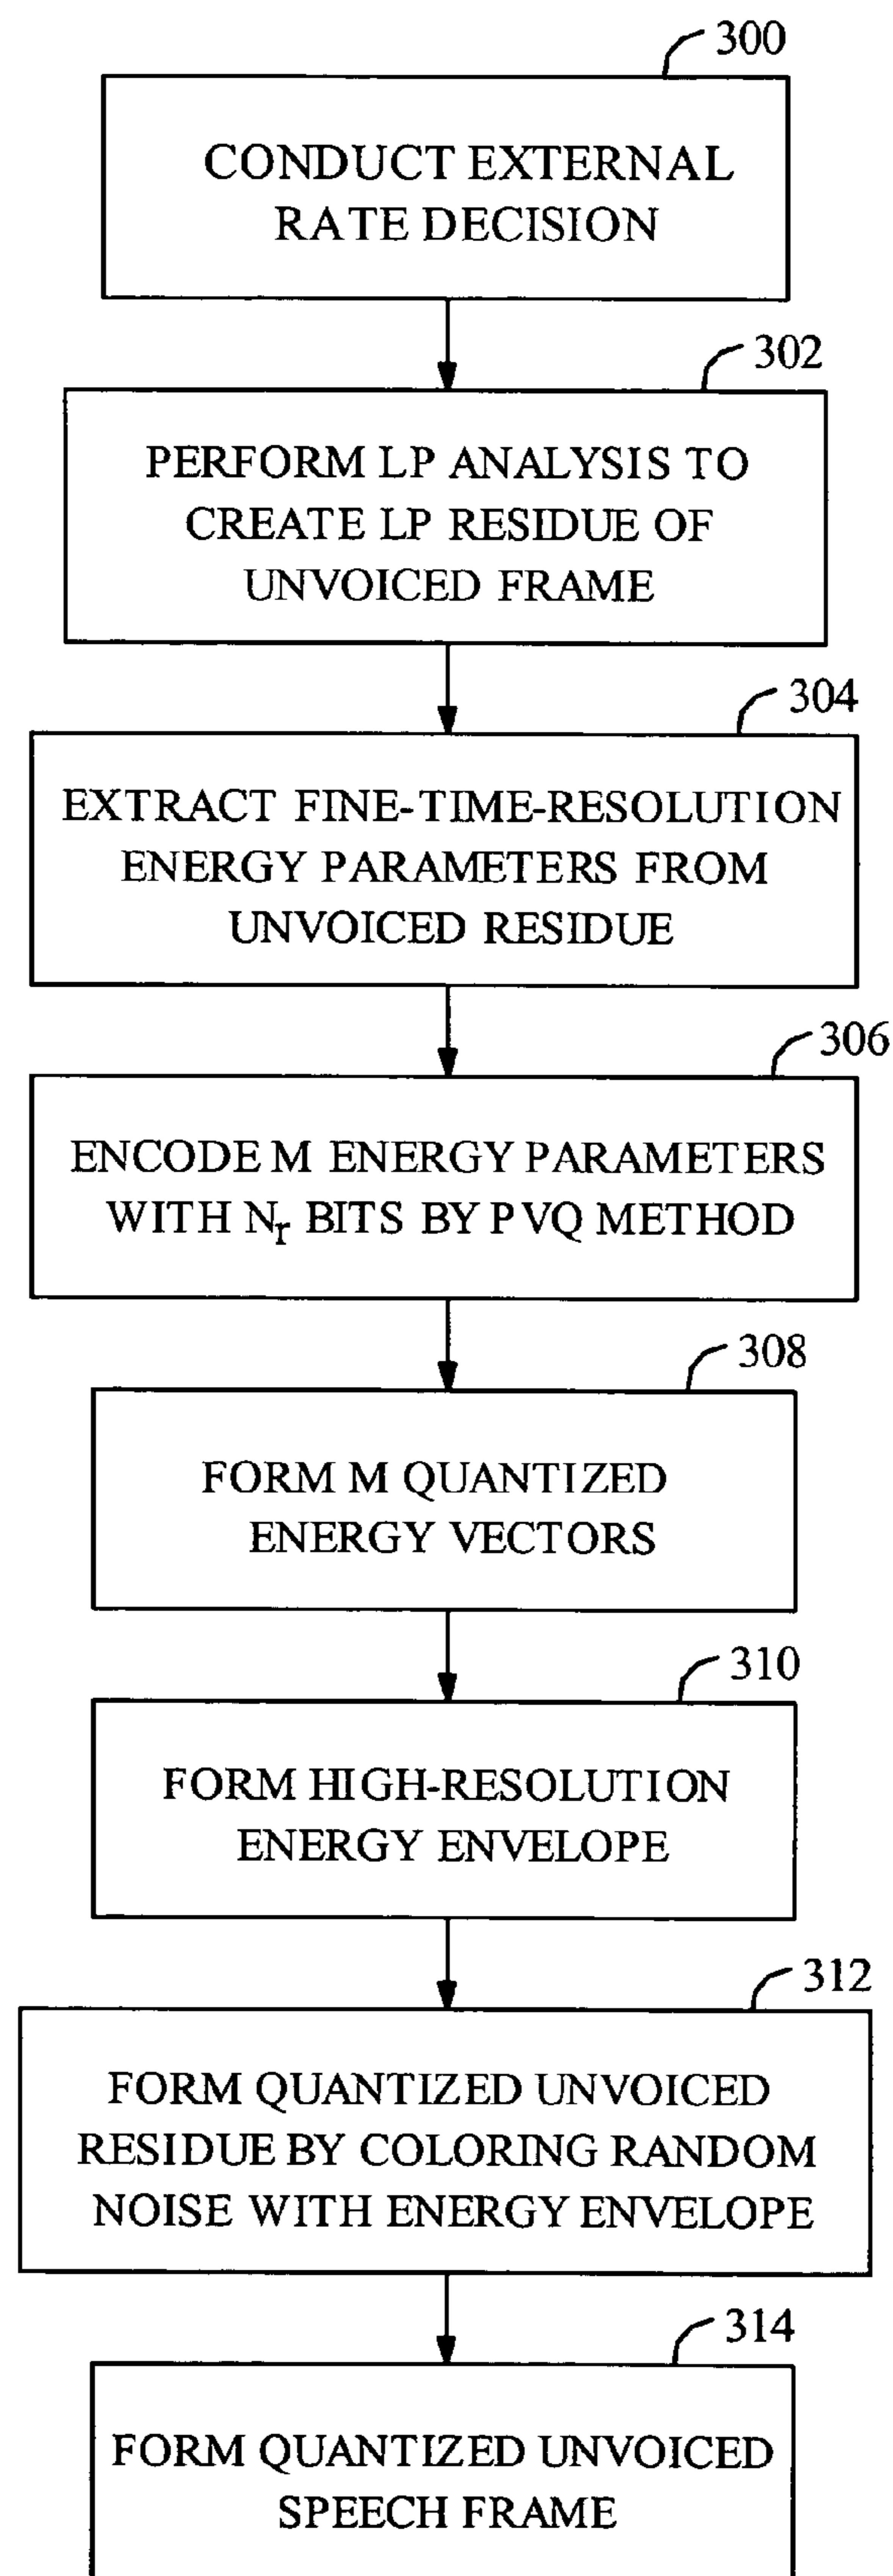 300
CONDUCT EXTERNAL
RATE DECISION
302
PERFORM LP ANALYSIS TO
CREATE LP RESIDUE OF
UNVOICED FRAME
304
EXTRACT FINE-TIME-RESOLUTION
ENERGY PARAMETERS FROM
UNVOICED RESIDUE
306
ENCODE M ENERGY PARAMETERS
WITH Nr BITS BY PVQ METHOD
308
FORM M QUANTIZED
ENERGY VECTORS
310
FORM HIGH-RESOLUTION
ENERGY ENVELOPE
312
FORM QUANTIZED UNVOICED
RESIDUE BY COLORING RANDOM
NOISE WITH ENERGY ENVELOPE
314
FORM QUANTIZED UNVOICED
SPEECH FRAME